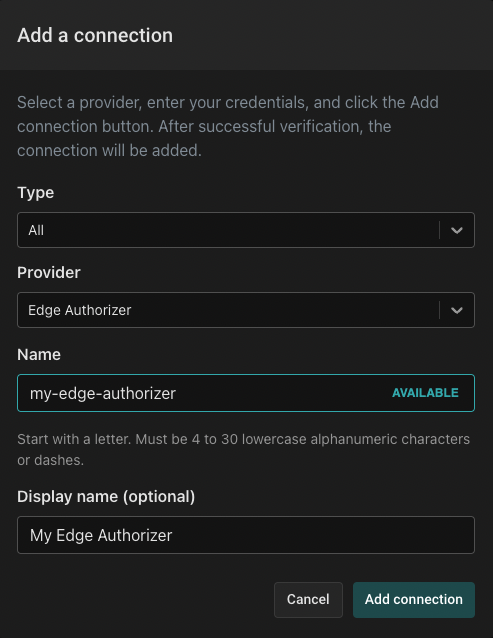 Add a connection
Select a provider, enter your credentials, and click the Add
connection button. After successful verification, the
connection will be added.
Type
All
Provider
Edge Authorizer
Name
my-edge-authorizer AVAILABLE
Start with a letter. Must be 4 to 30 lowercase alphanumeric characters
or dashes.
Display name (optional)
My Edge Authorizer
Cancel Add connection